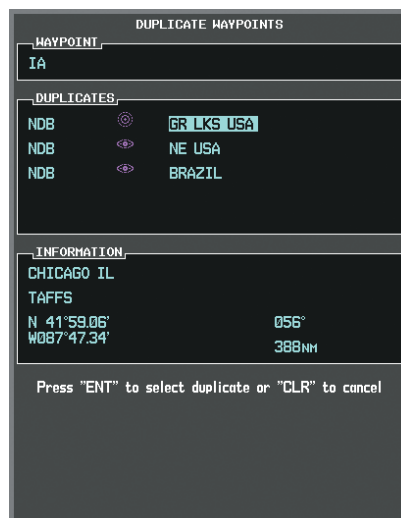 DUPLICATE WAYPOINTS
WAYPOINT
IA
DUPLICATES
NDB GR LKS USA
NDB NE USA
NDB BRAZIL
INFORMATION
CHICAGO IL
TAFFS
N 41°59.06' 056°
W087°47.34'
388NM
Press "ENT" to select duplicate or "CLR" to cancel